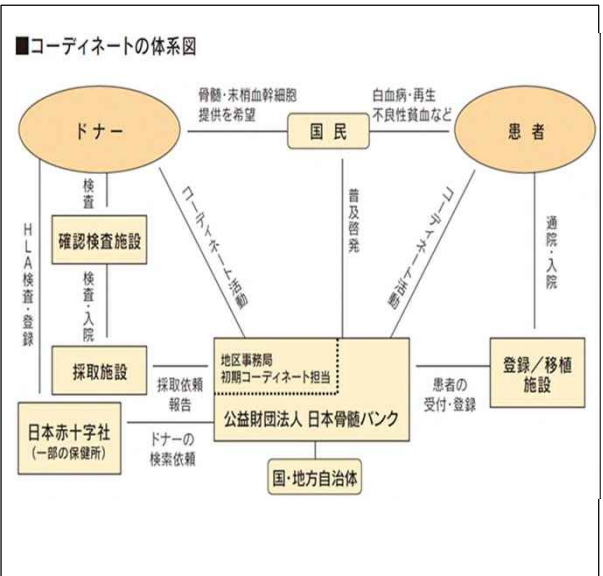 ■コーディネートの体系図
骨髄・末梢血幹細胞
提供を希望
白血病・再生
不良性貧血など
ドナー
国民
患者
検査
コーディネート活動
普及啓発
コーディネート活動
通院・入院
HLA検査・登録
確認検査施設
検査・入院
採取施設
採取依頼
報告
地区事務局
初期コーディネート担当
公益財団法人 日本骨髄バンク
患者の
受付・登録
登録／移植
施設
日本赤十字社
(一部の保健所)
ドナーの
検索依頼
国・地方自治体